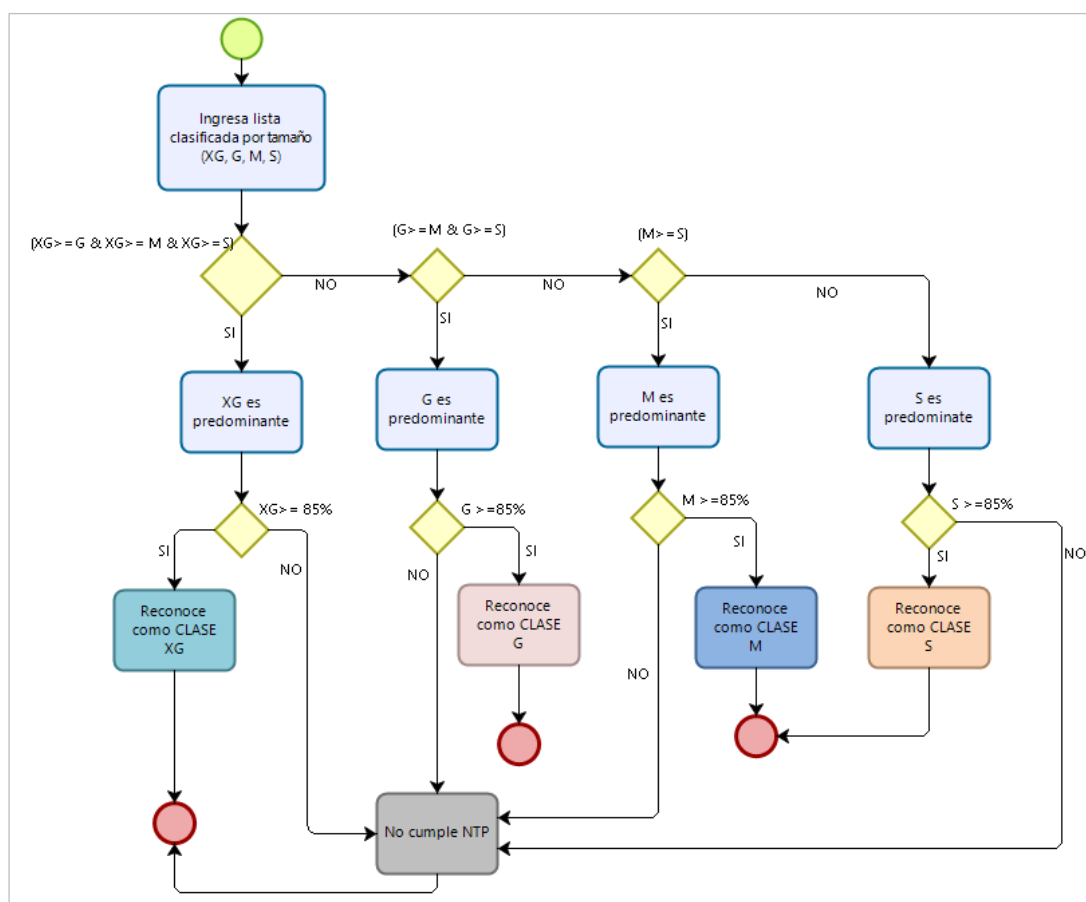 Ingresa lista
clasificada por tamaño
(XG, G, M, S)
(XG>=G & XG>= M & XG>=S)
(G>=M & G>=S)
(M>=S)
NO
NO
NO
SI
SI
SI
XG es
predominante
G es
predominante
M es
predominante
S es
predominate
XG>= 85%
G >=85%
M >=85%
S >=85%
SI
NO
NO
SI
NO
SI
SI
NO
Reconoce
como CLASE
XG
Reconoce
como CLASE
G
Reconoce
como CLASE
M
Reconoce
como CLASE
S
No cumple NTP